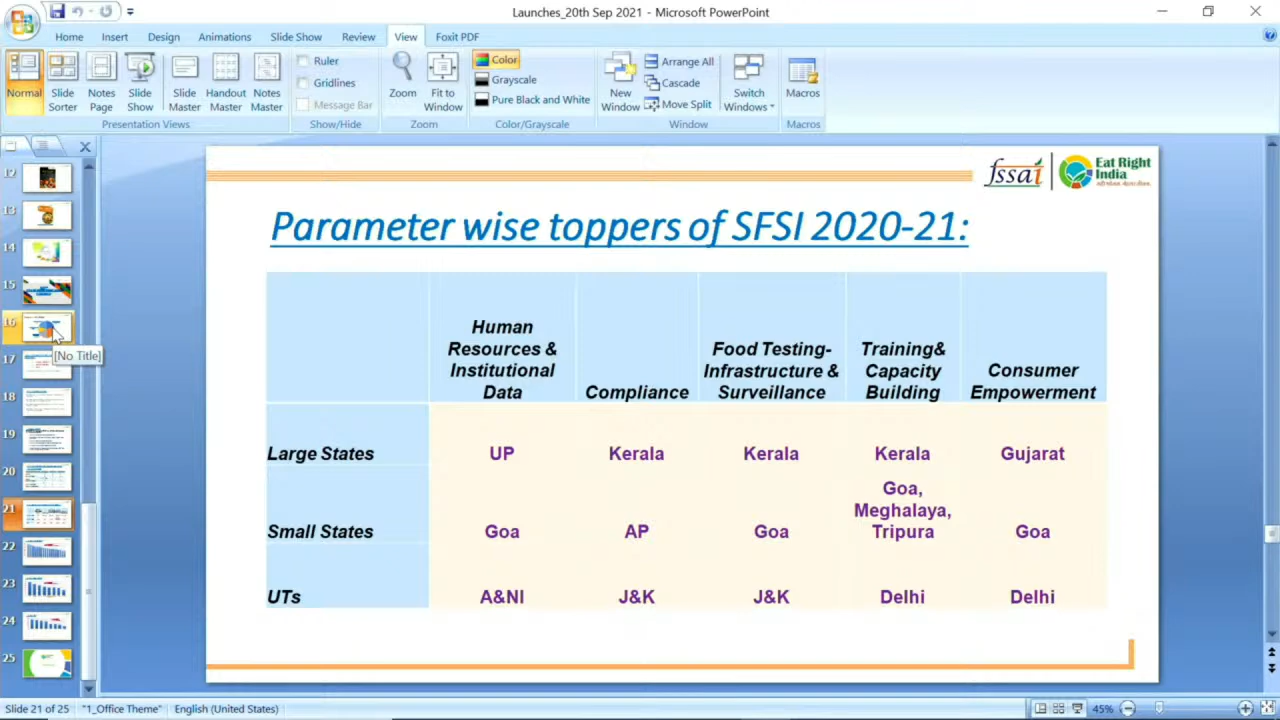 Launches_20th Sep 2021 - Microsoft PowerPoint
Home Insert Design Animations Slide Show Review View Foxit PDF
Normal
Slide Sorter
Notes Page
Slide Show
Slide Master
Handout Master
Notes Master
Presentation Views
Ruler
Gridlines
Message Bar
Show/Hide
Zoom
Fit to Window
Zoom
Color
Grayscale
Pure Black and White
Color/Grayscale
New Window
Arrange All
Cascade
Move Split
Switch Windows
Window
Macros
Macros
12
13
14
15
16
[No Title]
17
18
19
20
21
22
23
24
25
fssai
Eat Right
India
Parameter wise toppers of SFSI 2020-21:
Human
Resources &
Institutional
Data
Compliance
Food Testing-
Infrastructure &
Surveillance
Training&
Capacity
Building
Consumer
Empowerment
Large States UP Kerala Kerala Kerala Gujarat
Small States Goa AP Goa Goa, Meghalaya, Tripura Goa
UTs A&NI J&K J&K Delhi Delhi
Slide 21 of 25 "1_Office Theme" English (United States) 45%